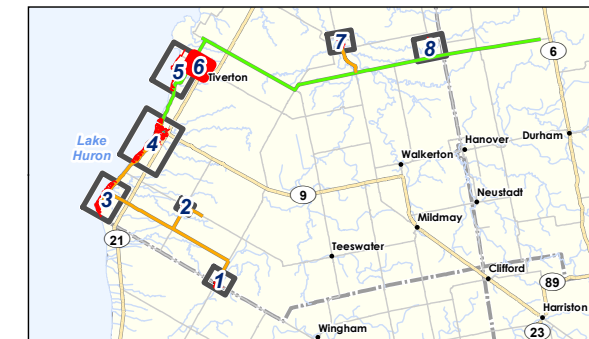 7
8
6
5
6
Tiverton
4
Durham
Lake
Huron
Hanover
Walkerton
9
3
2
Neustadt
Mildmay
21
Teeswater
1
Clifford
89
Harriston
Wingham
23